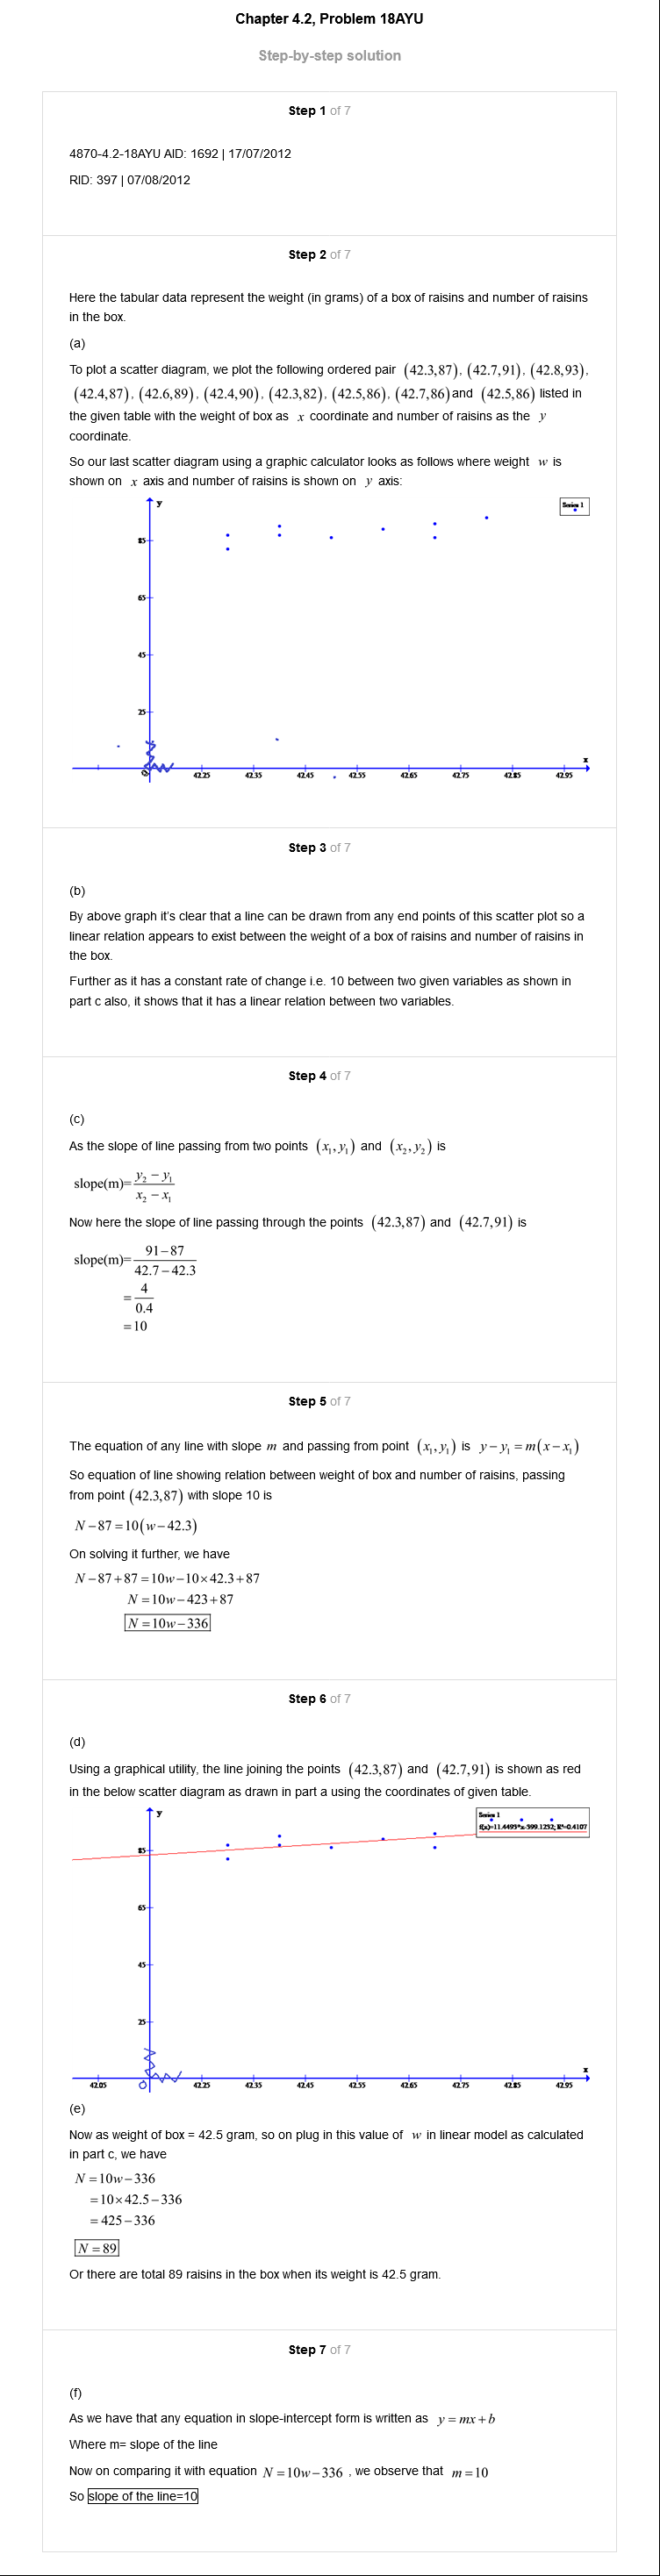 Chapter 4.2, Problem 18AYU
Step-by-step solution
Step 1 of 7
4870-4.2-18AYU AID: 1692 | 17/07/2012
RID: 397 | 07/08/2012
Step 2 of 7
Here the tabular data represent the weight (in grams) of a box of raisins and number of raisins
in the box.
(a)
To plot a scatter diagram, we plot the following ordered pair (42.3,87), (42.7,91), (42.8,93),
(42.4,87), (42.6,89), (42.4,90), (42.3,82), (42.5,86), (42.7,86) and (42.5,86) listed in
the given table with the weight of box as x coordinate and number of raisins as the y
coordinate.
So our last scatter diagram using a graphic calculator looks as follows where weight w is
shown on x axis and number of raisins is shown on y axis:
y
Series 1
85
65
45
25
x
0
42.25 42.35 42.45 42.55 42.65 42.75 42.85 42.95
Step 3 of 7
(b)
By above graph it's clear that a line can be drawn from any end points of this scatter plot so a
linear relation appears to exist between the weight of a box of raisins and number of raisins in
the box.
Further as it has a constant rate of change i.e. 10 between two given variables as shown in
part c also, it shows that it has a linear relation between two variables.
Step 4 of 7
(c)
As the slope of line passing from two points (x₁, y₁) and (x₂, y₂) is
slope(m)= y₂ − y₁ / x₂ − x₁
Now here the slope of line passing through the points (42.3,87) and (42.7,91) is
slope(m)= 91−87 / 42.7−42.3
= 4 / 0.4
=10
Step 5 of 7
The equation of any line with slope m and passing from point (x₁, y₁) is y − y₁ = m(x − x₁)
So equation of line showing relation between weight of box and number of raisins, passing
from point (42.3,87) with slope 10 is
N −87 =10(w−42.3)
On solving it further, we have
N −87+87 =10w−10×42.3+87
N =10w−423+87
N =10w−336
Step 6 of 7
(d)
Using a graphical utility, the line joining the points (42.3,87) and (42.7,91) is shown as red
in the below scatter diagram as drawn in part a using the coordinates of given table.
y
Series 1
f(x)=11.4493*x-399.1232; R²=0.4107
85
65
45
25
x
0
42.05 42.25 42.35 42.45 42.55 42.65 42.75 42.85 42.95
(e)
Now as weight of box = 42.5 gram, so on plug in this value of w in linear model as calculated
in part c, we have
N =10w−336
=10×42.5−336
= 425−336
N = 89
Or there are total 89 raisins in the box when its weight is 42.5 gram.
Step 7 of 7
(f)
As we have that any equation in slope-intercept form is written as y = mx + b
Where m= slope of the line
Now on comparing it with equation N =10w−336 , we observe that m =10
So slope of the line=10